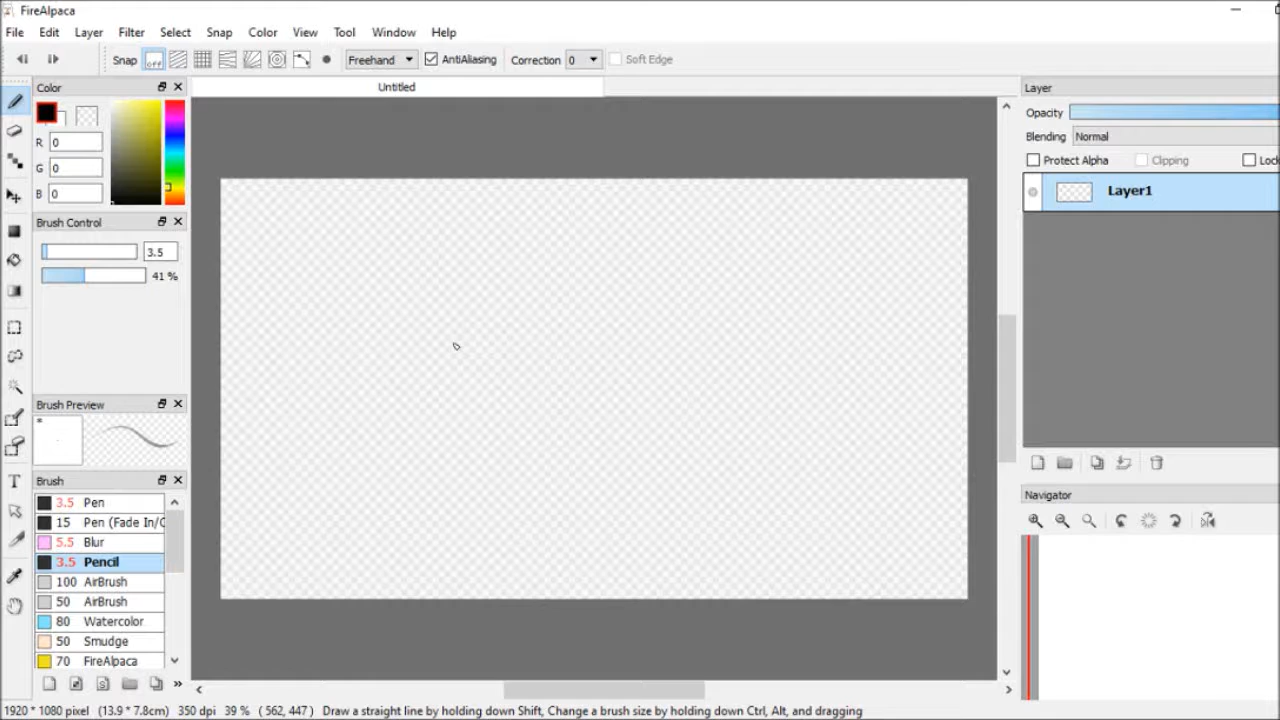 FireAlpaca
File Edit Layer Filter Select Snap Color View Tool Window Help
Snap off Freehand AntiAliasing Correction 0 Soft Edge
Untitled
Color
R 0
G 0
B 0
Brush Control
3.5
41 %
Brush Preview
*
Brush
3.5 Pen
15 Pen (Fade In/O
5.5 Blur
3.5 Pencil
100 AirBrush
50 AirBrush
80 Watercolor
50 Smudge
70 FireAlpaca
S »
T
Layer
Opacity
Blending Normal
Protect Alpha Clipping Lock
Layer1
Navigator
1920 * 1080 pixel (13.9 * 7.8cm) 350 dpi 39 % ( 562, 447 ) Draw a straight line by holding down Shift, Change a brush size by holding down Ctrl, Alt, and dragging